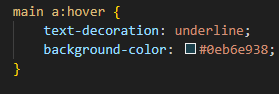 main a:hover {
text-decoration: underline;
background-color: #0eb6e938;
}